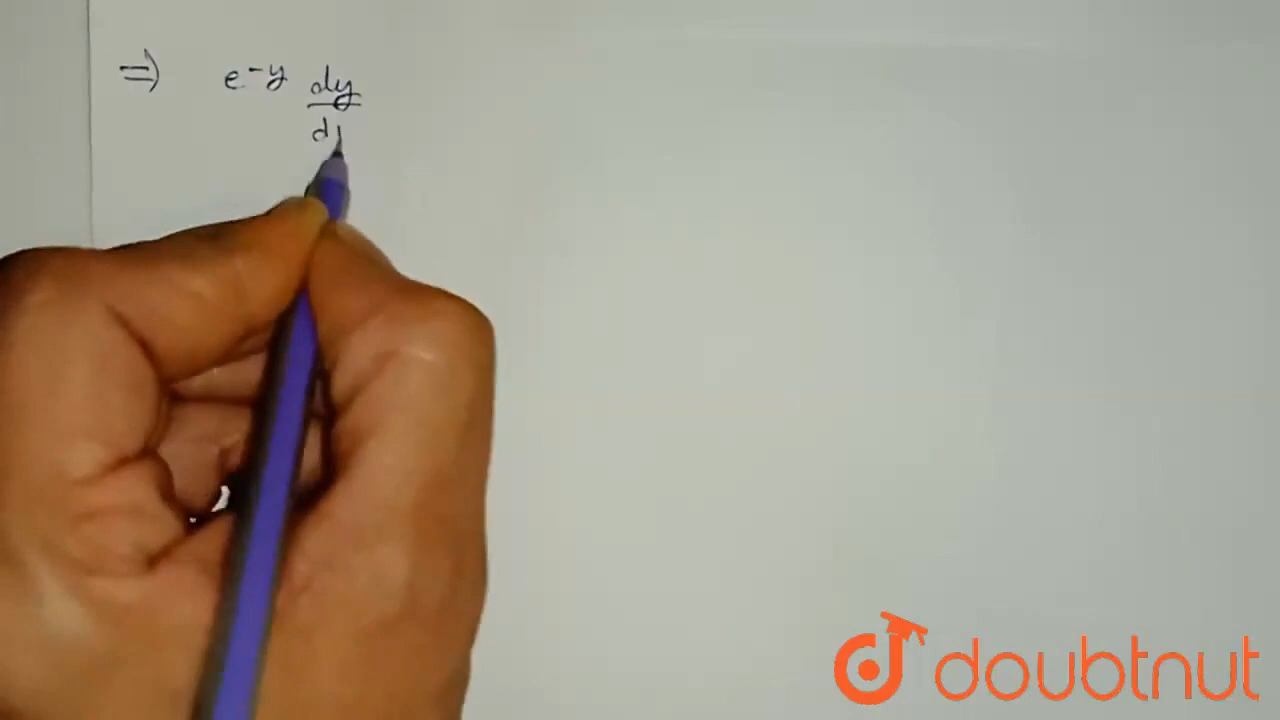 ⇒ e^{-y} dy
d
doubtnut